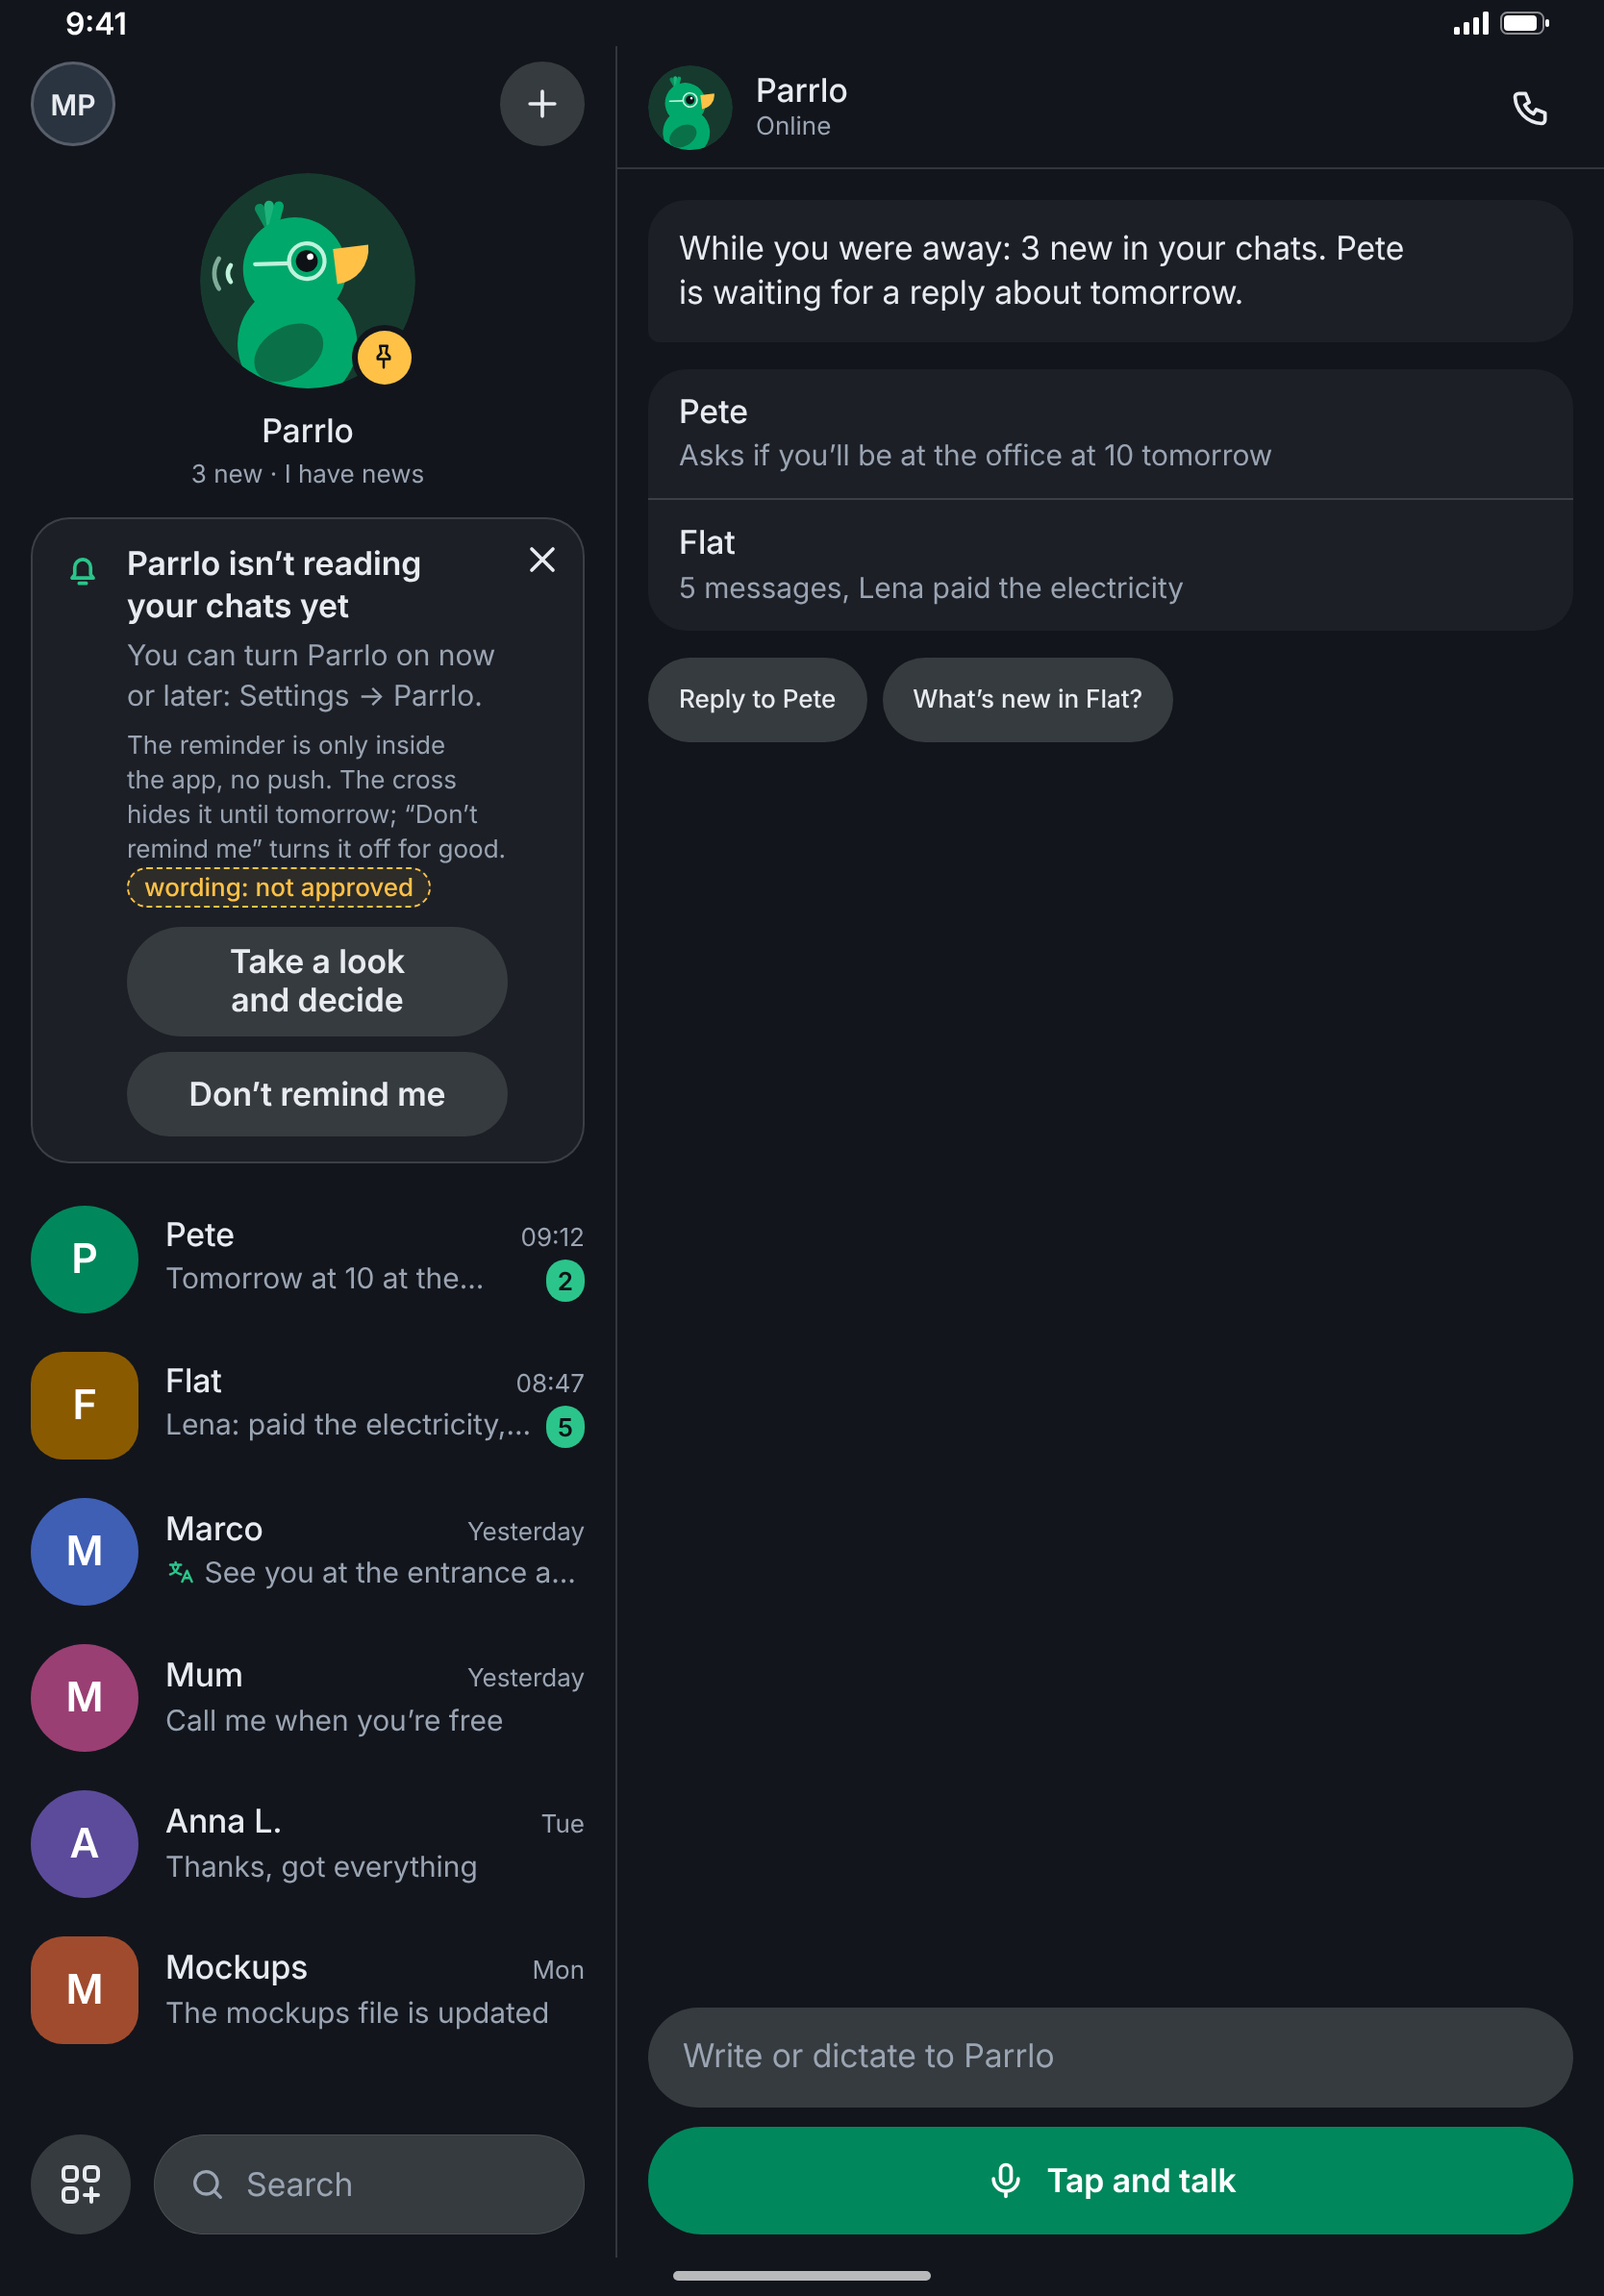 9:41
MP
Parrlo
3 new · I have news
Parrlo isn’t reading
your chats yet
You can turn Parrlo on now
or later: Settings → Parrlo.
The reminder is only inside
the app, no push. The cross
hides it until tomorrow; “Don’t
remind me” turns it off for good.
wording: not approved
Take a look
and decide
Don’t remind me
P
Pete
09:12
Tomorrow at 10 at the...
2
F
Flat
08:47
Lena: paid the electricity,...
5
M
Marco
Yesterday
See you at the entrance a...
M
Mum
Yesterday
Call me when you’re free
A
Anna L.
Tue
Thanks, got everything
M
Mockups
Mon
The mockups file is updated
Search
Parrlo
Online
While you were away: 3 new in your chats. Pete
is waiting for a reply about tomorrow.
Pete
Asks if you’ll be at the office at 10 tomorrow
Flat
5 messages, Lena paid the electricity
Reply to Pete
What’s new in Flat?
Write or dictate to Parrlo
Tap and talk